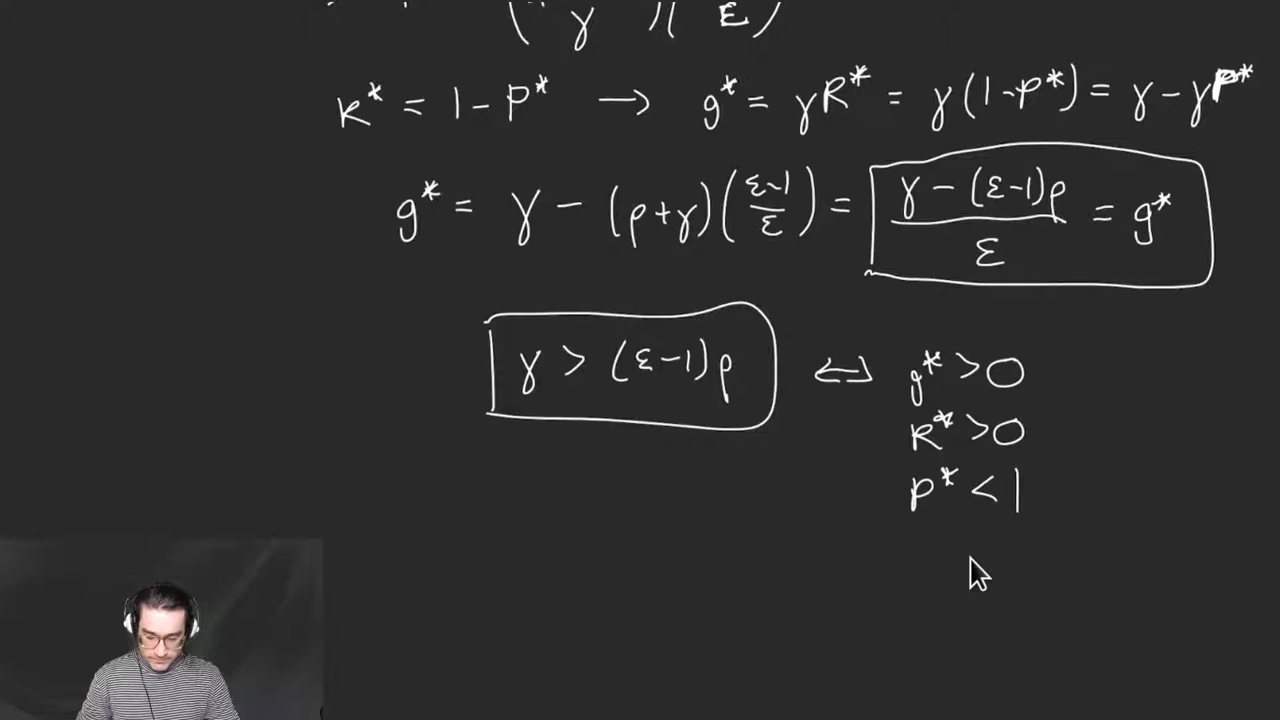 ( γ )( ε )
R* = 1 - P* → g* = γR* = γ(1-P*) = γ - γP*
g* = γ - (ρ+γ)(ε-1/ε) = γ - (ε-1)ρ / ε = g*
γ > (ε-1)ρ ⇔ g* > 0
R* > 0
P* < 1